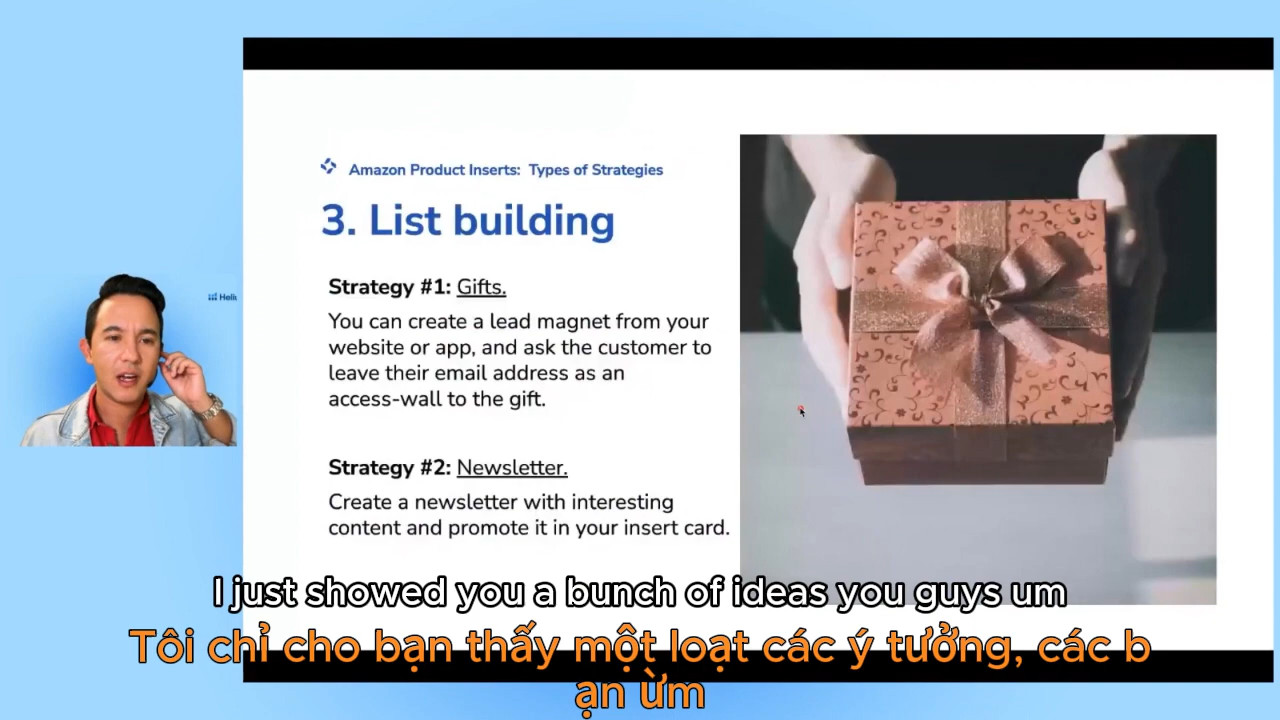 Amazon Product Inserts: Types of Strategies
3. List building
Strategy #1: Gifts.
You can create a lead magnet from your
website or app, and ask the customer to
leave their email address as an
access-wall to the gift.
Strategy #2: Newsletter.
Create a newsletter with interesting
content and promote it in your insert card.
I just showed you a bunch of ideas you guys um
Tôi chỉ cho bạn thấy một loạt các ý tưởng, các b
ạn ừm